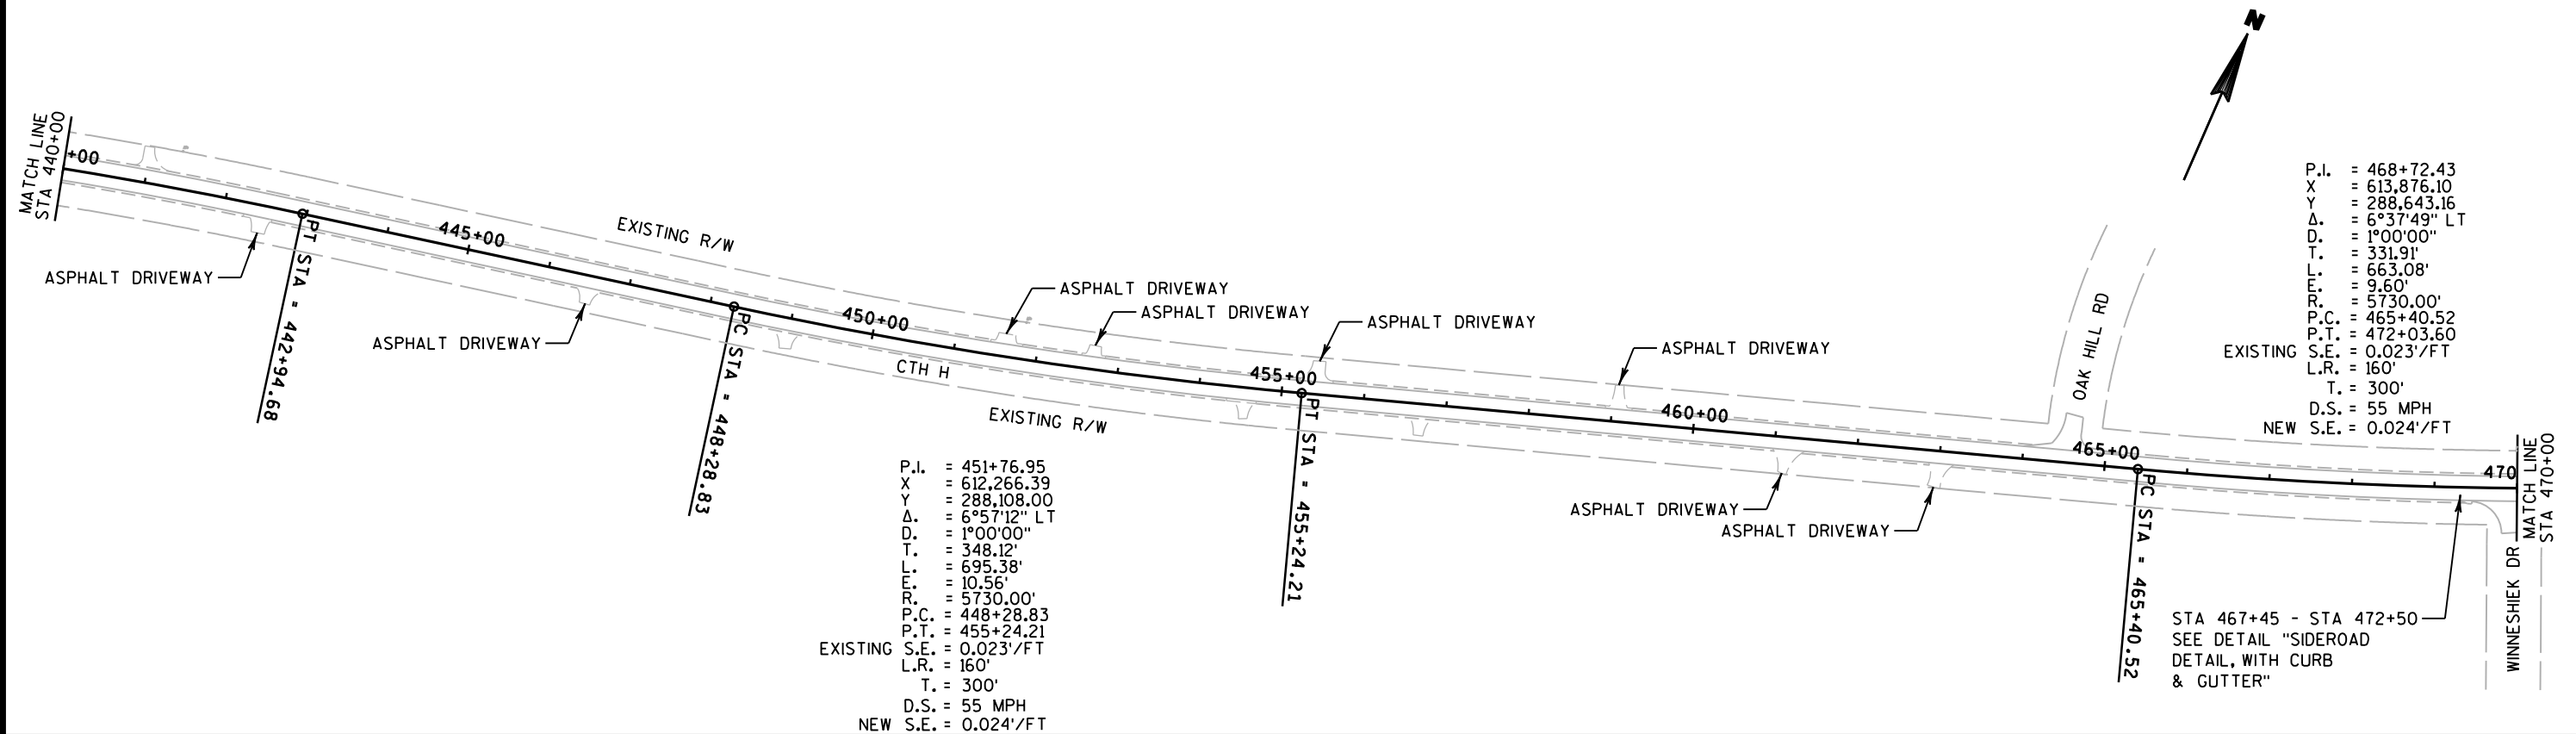 N
MATCH LINE
STA 440+00
+00
ASPHALT DRIVEWAY
PT STA = 442+94.68
445+00
EXISTING R/W
ASPHALT DRIVEWAY
PC STA = 448+28.83
450+00
CTH H
EXISTING R/W
ASPHALT DRIVEWAY
ASPHALT DRIVEWAY
455+00
ASPHALT DRIVEWAY
PT STA = 455+24.21
ASPHALT DRIVEWAY
460+00
ASPHALT DRIVEWAY
ASPHALT DRIVEWAY
OAK HILL RD
465+00
PC STA = 465+40.52
470
MATCH LINE
STA 470+00
WINNESHIEK DR
STA 467+45 - STA 472+50
SEE DETAIL "SIDEROAD
DETAIL, WITH CURB
& GUTTER"
P.I. = 451+76.95
X = 612,266.39
Y = 288,108.00
Δ. = 6°57'12" LT
D. = 1°00'00"
T. = 348.12'
L. = 695.38'
E. = 10.56'
R. = 5730.00'
P.C. = 448+28.83
P.T. = 455+24.21
EXISTING S.E. = 0.023'/FT
L.R. = 160'
T. = 300'
D.S. = 55 MPH
NEW S.E. = 0.024'/FT
P.I. = 468+72.43
X = 613,876.10
Y = 288,643.16
Δ. = 6°37'49" LT
D. = 1°00'00"
T. = 331.91'
L. = 663.08'
E. = 9.60'
R. = 5730.00'
P.C. = 465+40.52
P.T. = 472+03.60
EXISTING S.E. = 0.023'/FT
L.R. = 160'
T. = 300'
D.S. = 55 MPH
NEW S.E. = 0.024'/FT